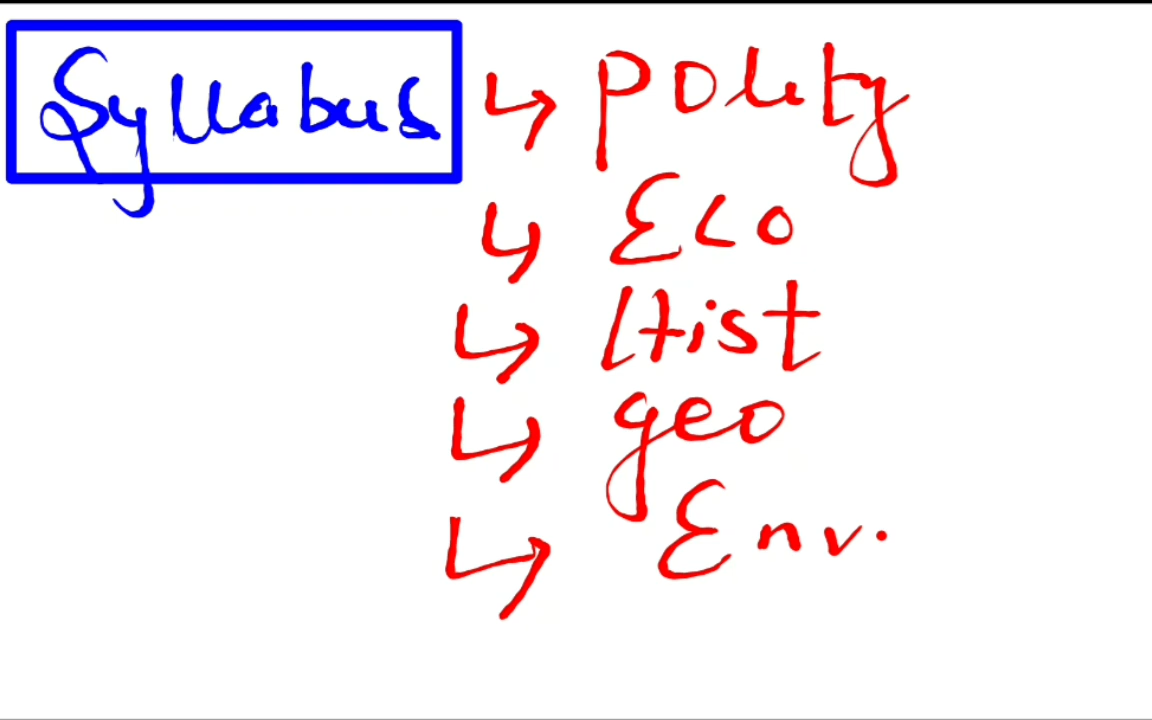 Syllabus ↳ Polity
↳ Eco
↳ Hist
↳ geo
↳ Env.